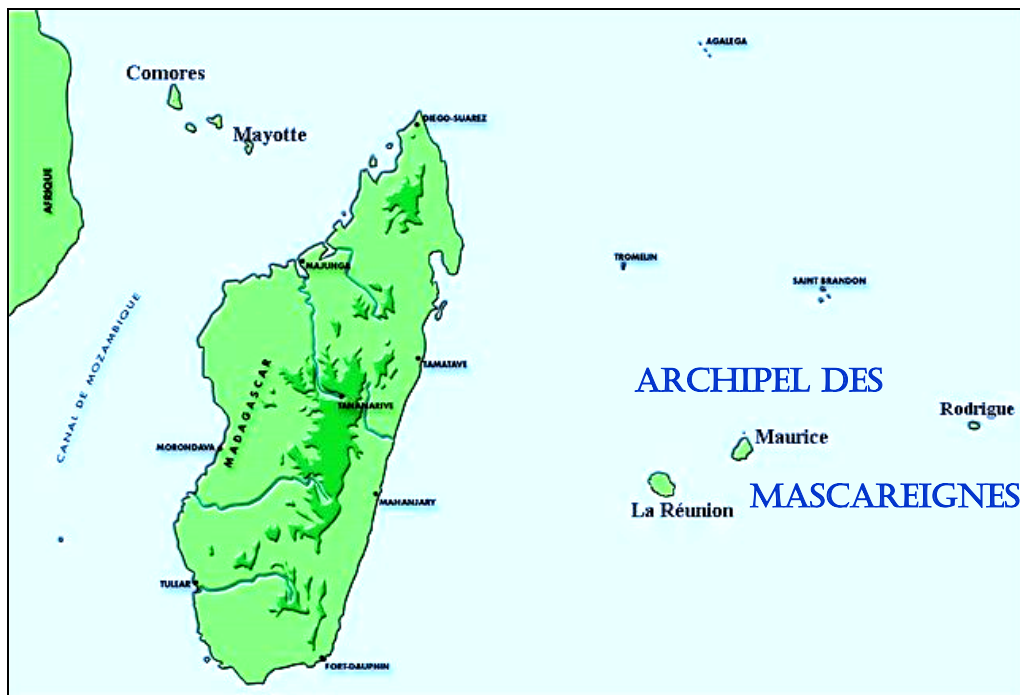 AGALEGA
Comores
DIEGO-SUAREZ
Mayotte
AFRIQUE
TROMELIN
MAJUNGA
SAINT BRANDON
CANAL DE MOZAMBIQUE
TAMATAVE
ARCHIPEL DES
MADAGASCAR
TANANARIVE
Rodrigue
Maurice
MORONDAVA
MASCAREIGNES
MAHANJARY
La Réunion
TULEAR
FORT-DAUPHIN